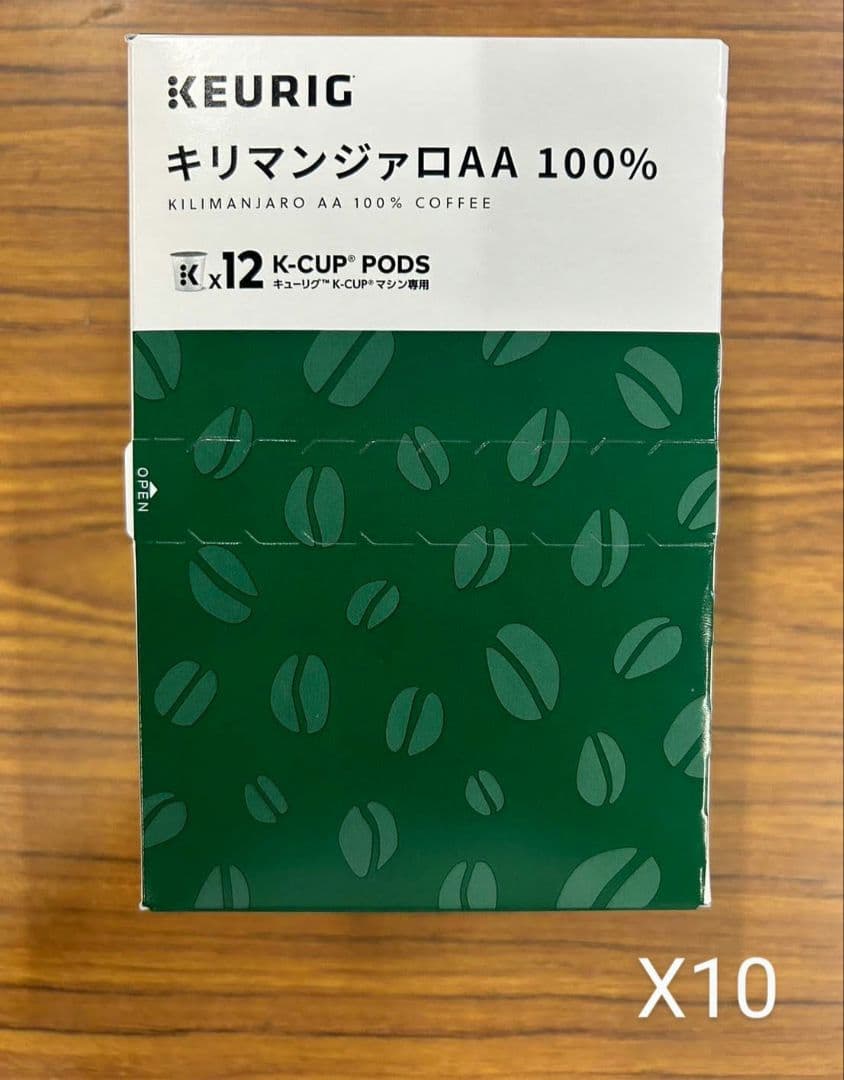 KEURIG
キリマンジァロAA 100%
KILIMANJARO AA 100% COFFEE
x12 K-CUP® PODS
キューリグ™ K-CUP®マシン専用
OPEN
X10